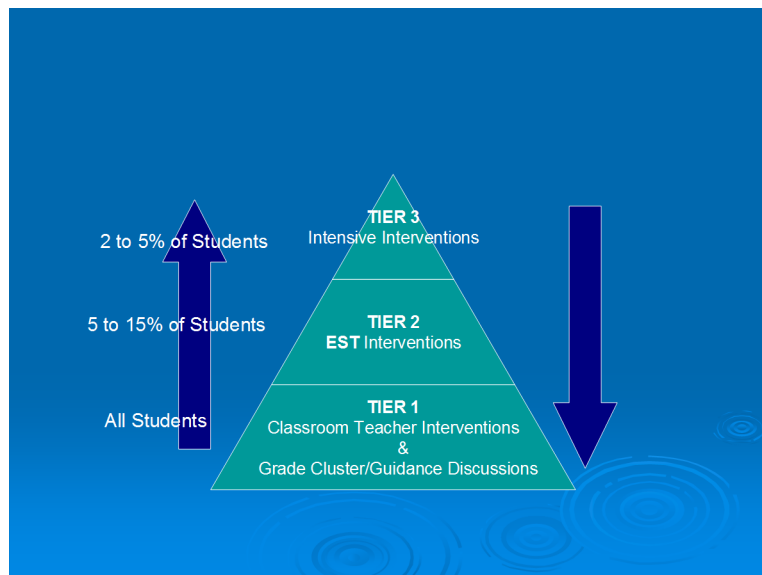 TIER 3
2 to 5% of Students
Intensive Interventions
5 to 15% of Students
TIER 2
EST Interventions
All Students
TIER 1
Classroom Teacher Interventions
&
Grade Cluster/Guidance Discussions